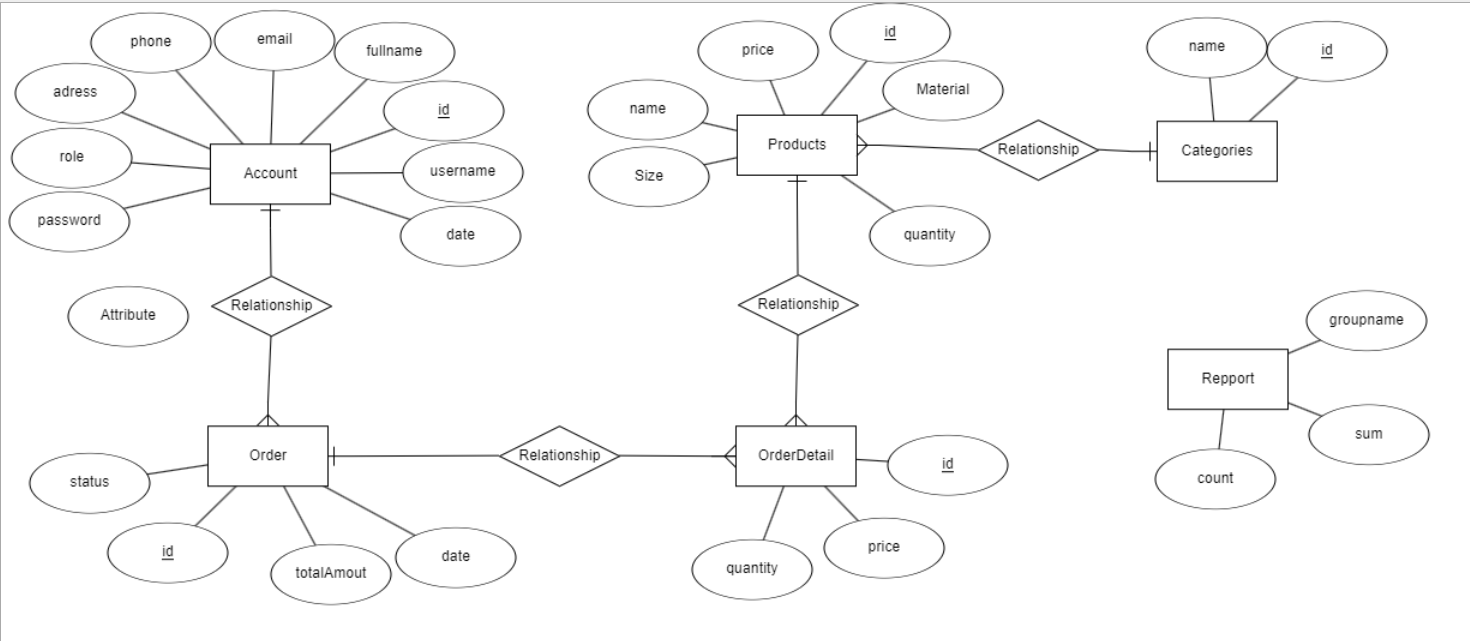 phone
email
fullname
adress
id
role
Account
username
password
date
Attribute
Relationship
Order
status
id
totalAmout
date
Relationship
price
id
name
Material
Products
Size
quantity
Relationship
name
id
Categories
Relationship
OrderDetail
id
quantity
price
groupname
Repport
sum
count